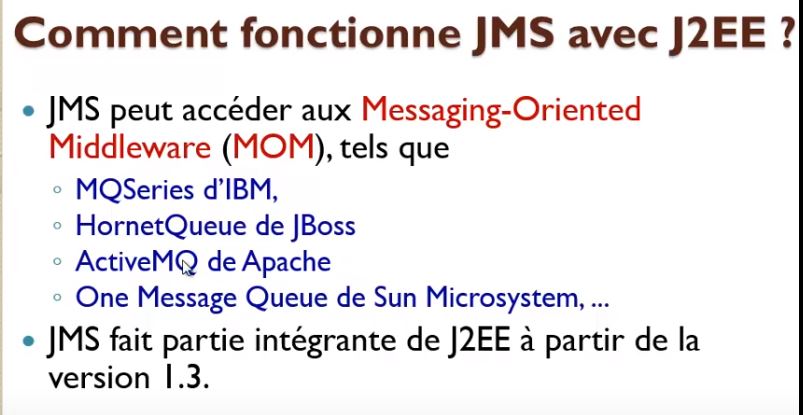 Comment fonctionne JMS avec J2EE ?
• JMS peut accéder aux Messaging-Oriented
Middleware (MOM), tels que
◦ MQSeries d’IBM,
◦ HornetQueue de JBoss
◦ ActiveMQ de Apache
◦ One Message Queue de Sun Microsystem, ...
• JMS fait partie intégrante de J2EE à partir de la
version 1.3.